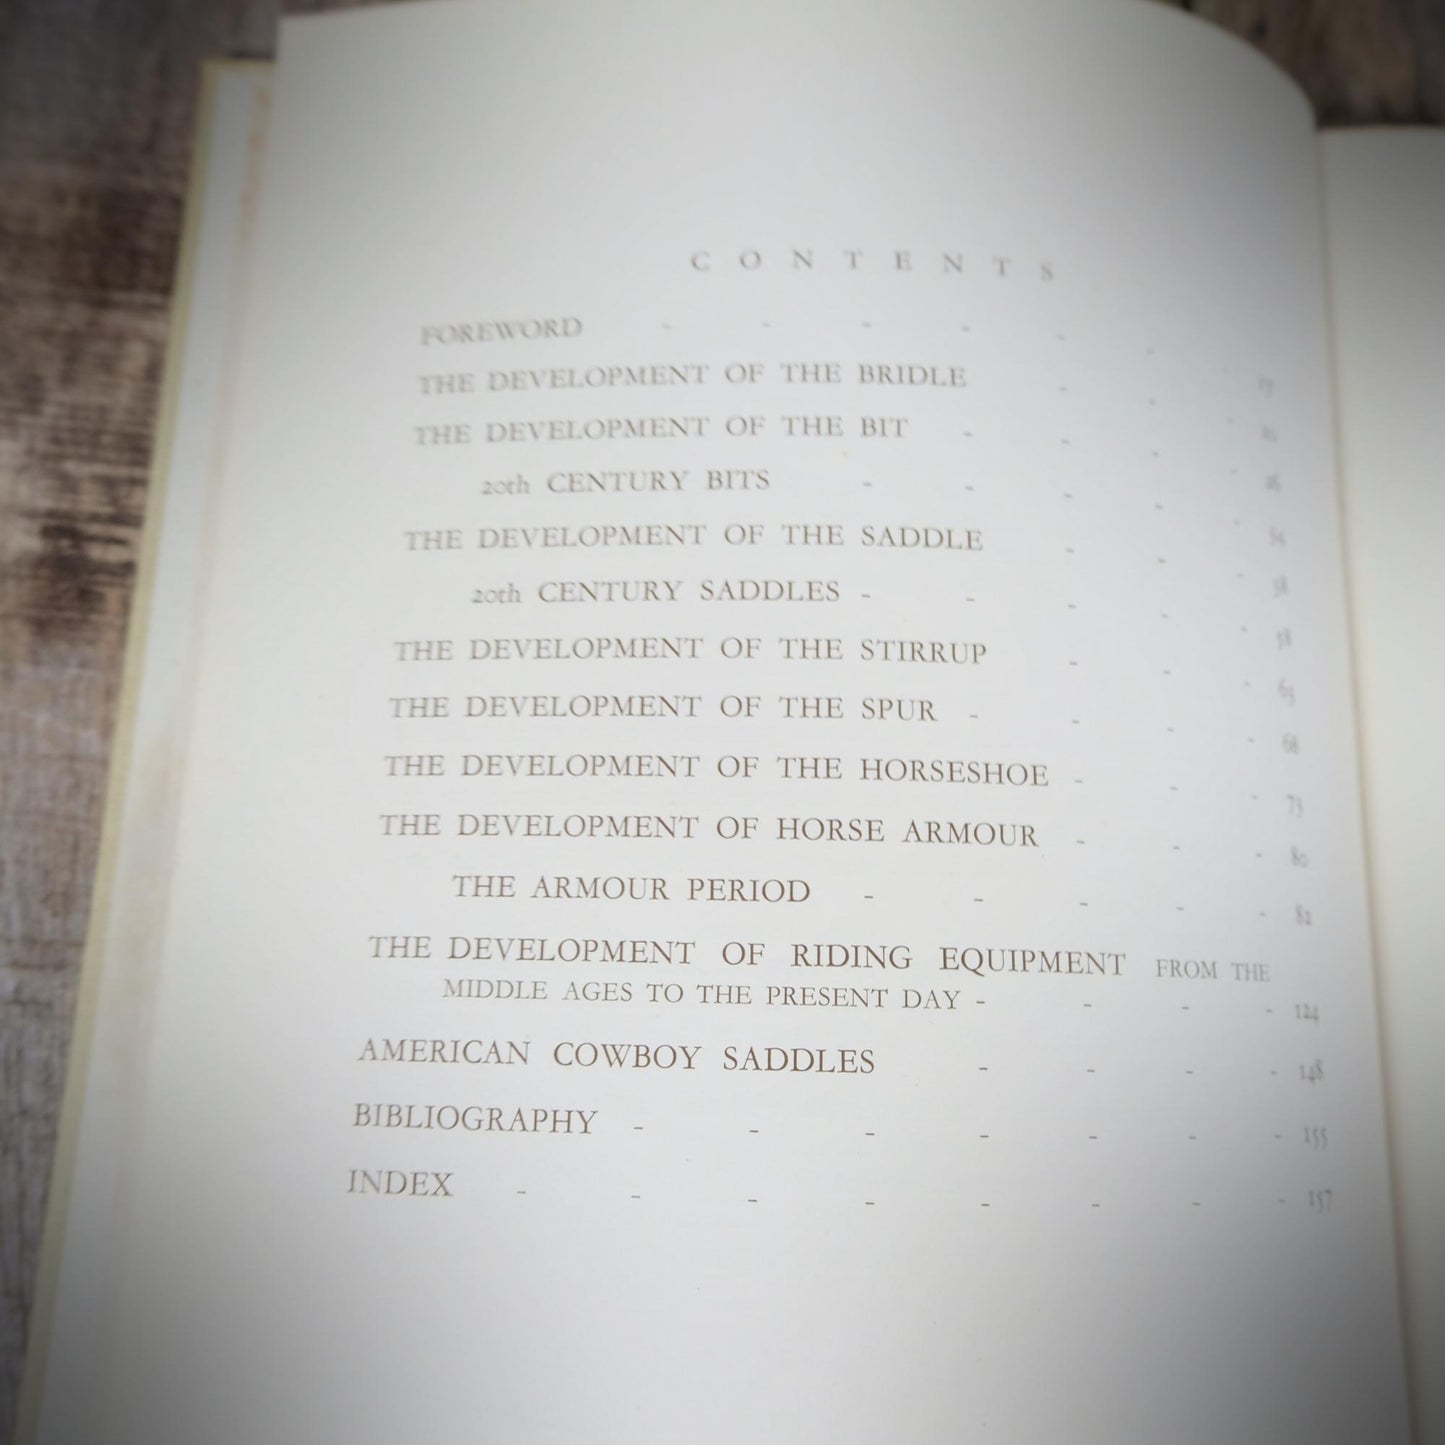 CONTENTS
FOREWORD - - - - - - -
THE DEVELOPMENT OF THE BRIDLE - - -
THE DEVELOPMENT OF THE BIT - - - -
20th CENTURY BITS - - - - -
THE DEVELOPMENT OF THE SADDLE - - -
20th CENTURY SADDLES - - - - -
THE DEVELOPMENT OF THE STIRRUP - - -
THE DEVELOPMENT OF THE SPUR - - - -
THE DEVELOPMENT OF THE HORSESHOE - - - 73
THE DEVELOPMENT OF HORSE ARMOUR - - - 80
THE ARMOUR PERIOD - - - - - 82
THE DEVELOPMENT OF RIDING EQUIPMENT FROM THE
MIDDLE AGES TO THE PRESENT DAY - - - - 124
AMERICAN COWBOY SADDLES - - - - 148
BIBLIOGRAPHY - - - - - - - 155
INDEX - - - - - - - - 157